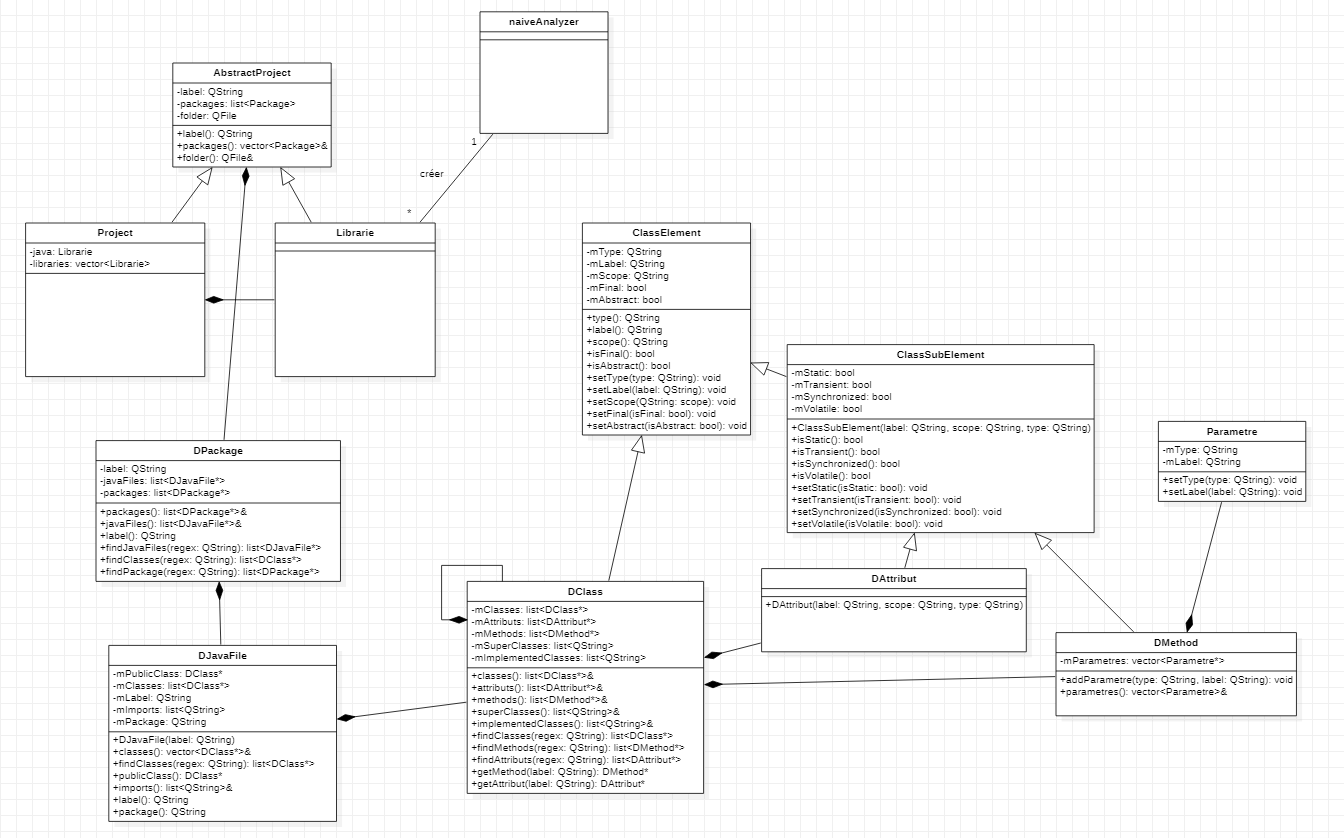 naiveAnalyzer
AbstractProject
-label: QString
-packages: list<Package>
-folder: QFile
+label(): QString
+packages(): vector<Package>&
+folder(): QFile&
1
créer
*
Project
-java: Librarie
-libraries: vector<Librarie>
Librarie
ClassElement
-mType: QString
-mLabel: QString
-mScope: QString
-mFinal: bool
-mAbstract: bool
+type(): QString
+label(): QString
+scope(): QString
+isFinal(): bool
+isAbstract(): bool
+setType(type: QString): void
+setLabel(label: QString): void
+setScope(QString: scope): void
+setFinal(isFinal: bool): void
+setAbstract(isAbstract: bool): void
ClassSubElement
-mStatic: bool
-mTransient: bool
-mSynchronized: bool
-mVolatile: bool
+ClassSubElement(label: QString, scope: QString, type: QString)
+isStatic(): bool
+isTransient(): bool
+isSynchronized(): bool
+isVolatile(): bool
+setStatic(isStatic: bool): void
+setTransient(isTransient: bool): void
+setSynchronized(isSynchronized: bool): void
+setVolatile(isVolatile: bool): void
Parametre
-mType: QString
-mLabel: QString
+setType(type: QString): void
+setLabel(label: QString): void
DPackage
-label: QString
-javaFiles: list<DJavaFile*>
-packages: list<DPackage*>
+packages(): list<DPackage*>&
+javaFiles(): list<DJavaFile*>&
+label(): QString
+findJavaFiles(regex: QString): list<DJavaFile*>
+findClasses(regex: QString): list<DClass*>
+findPackage(regex: QString): list<DPackage*>
DClass
-mClasses: list<DClass*>
-mAttributs: list<DAttribut*>
-mMethods: list<DMethod*>
-mSuperClasses: list<QString>
-mImplementedClasses: list<QString>
+classes(): list<DClass*>&
+attributs(): list<DAttribut*>&
+methods(): list<DMethod*>&
+superClasses(): list<QString>&
+implementedClasses(): list<QString>&
+findClasses(regex: QString): list<DClass*>
+findMethods(regex: QString): list<DMethod*>
+findAttributs(regex: QString): list<DAttribut*>
+getMethod(label: QString): DMethod*
+getAttribut(label: QString): DAttribut*
DAttribut
+DAttribut(label: QString, scope: QString, type: QString)
DMethod
-mParametres: vector<Parametre*>
+addParametre(type: QString, label: QString): void
+parametres(): vector<Parametre>&
DJavaFile
-mPublicClass: DClass*
-mClasses: list<DClass*>
-mLabel: QString
-mImports: list<QString>
-mPackage: QString
+DJavaFile(label: QString)
+classes(): vector<DClass*>&
+findClasses(regex: QString): list<DClass*>
+publicClass(): DClass*
+imports(): list<QString>&
+label(): QString
+package(): QString